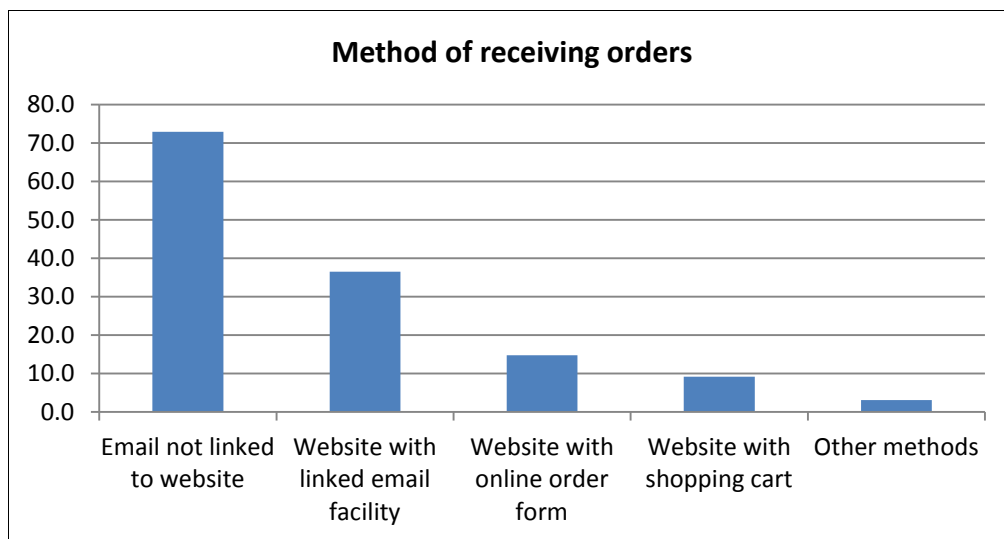 Method of receiving orders
80.0
70.0
60.0
50.0
40.0
30.0
20.0
10.0
0.0
Email not linked
to website
Website with
linked email
facility
Website with
online order
form
Website with
shopping cart
Other methods